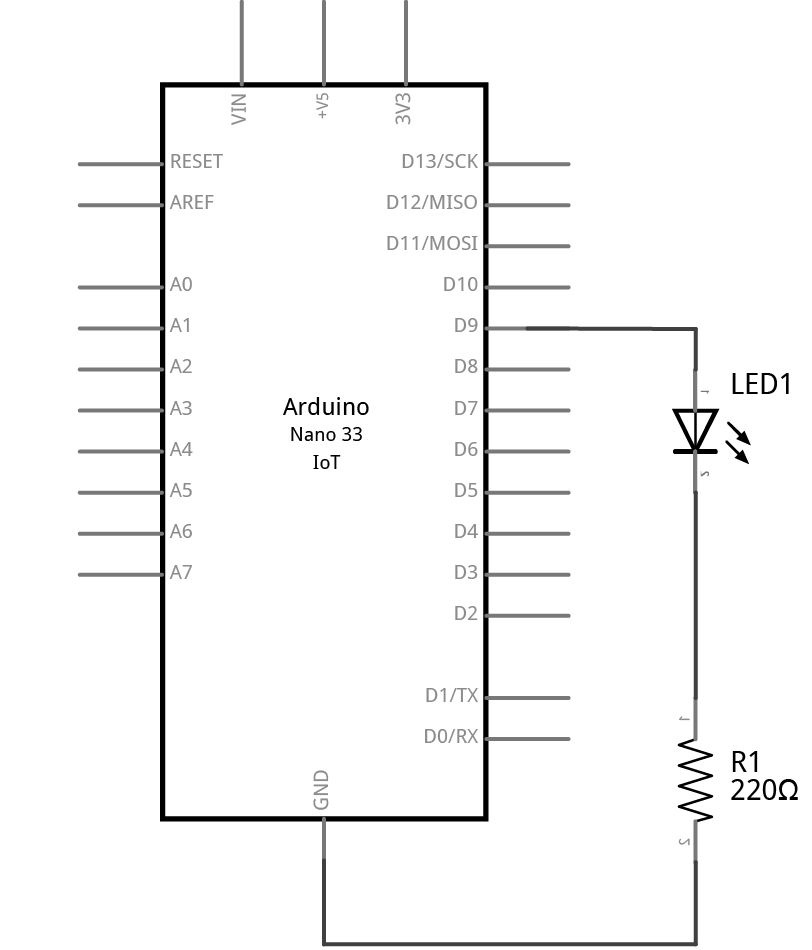 VIN
+V5
3V3
RESET
AREF
A0
A1
A2
A3
A4
A5
A6
A7
D13/SCK
D12/MISO
D11/MOSI
D10
D9
D8
D7
D6
D5
D4
D3
D2
D1/TX
D0/RX
Arduino
Nano 33
IoT
GND
LED1
1
2
1
R1
220Ω
2